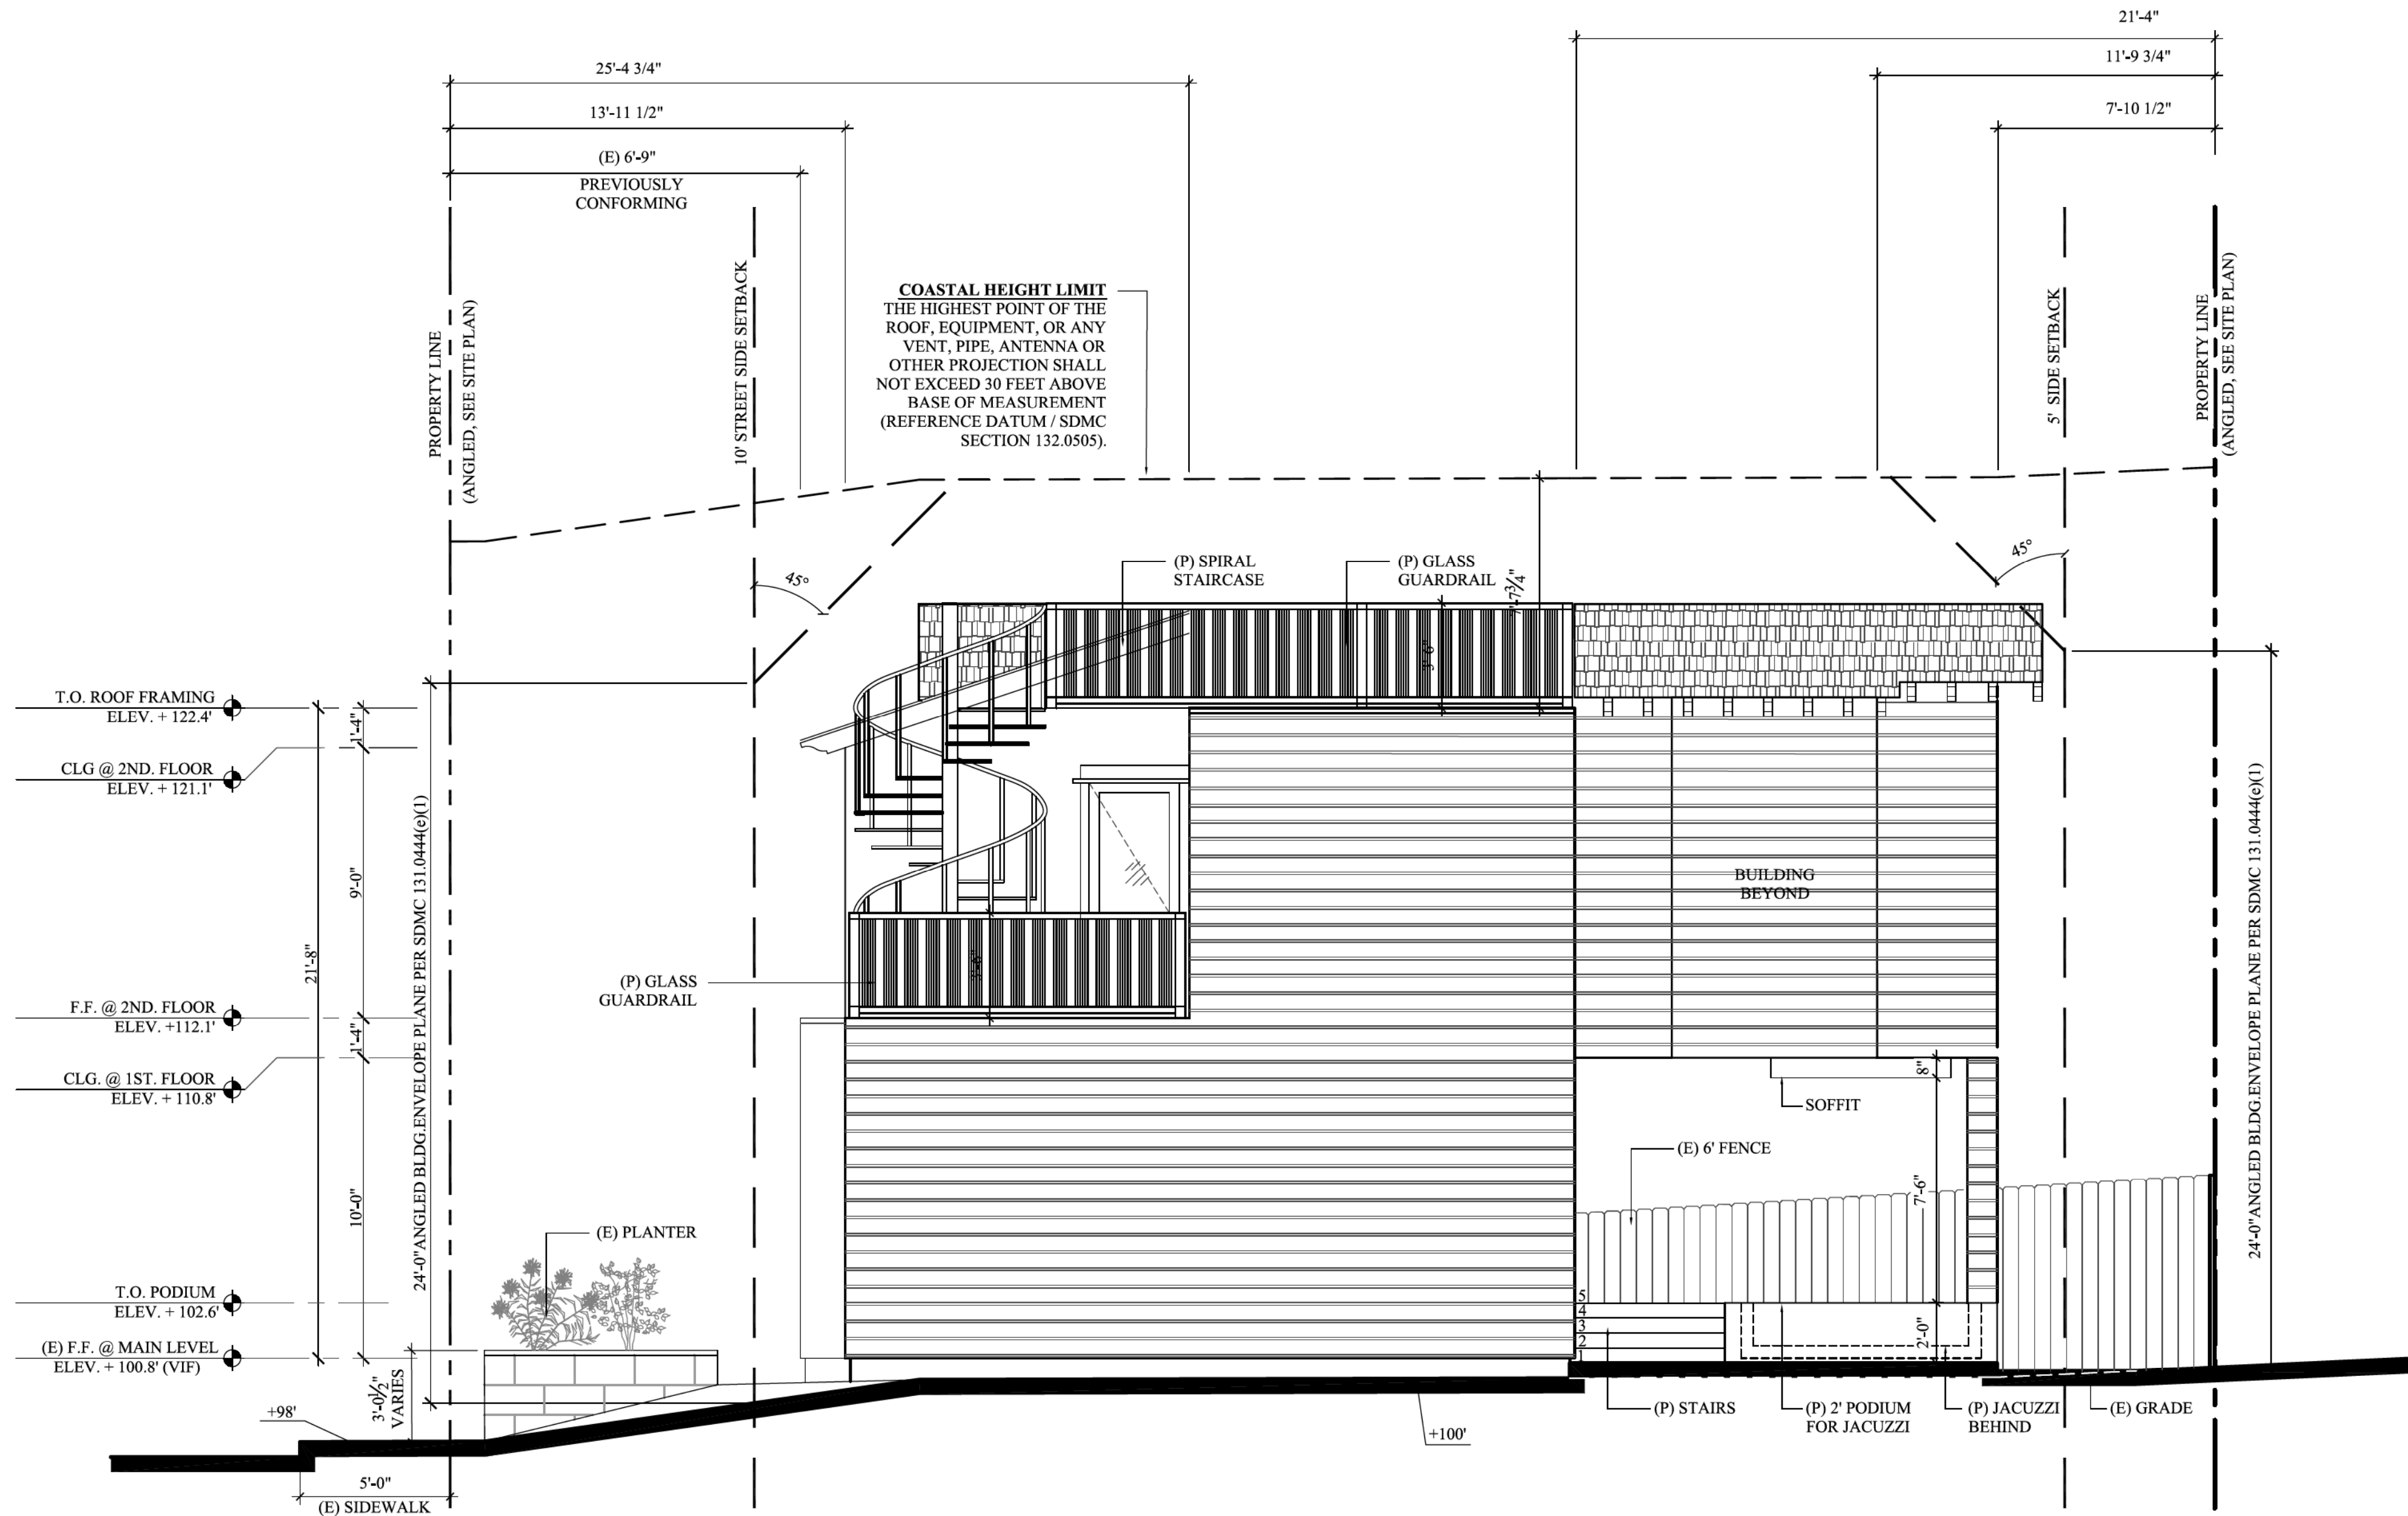 21'-4"
11'-9 3/4"
7'-10 1/2"
25'-4 3/4"
13'-11 1/2"
(E) 6'-9"
PREVIOUSLY
CONFORMING
PROPERTY LINE
(ANGLED, SEE SITE PLAN)
10' STREET SIDE SETBACK
COASTAL HEIGHT LIMIT
THE HIGHEST POINT OF THE
ROOF, EQUIPMENT, OR ANY
VENT, PIPE, ANTENNA OR
OTHER PROJECTION SHALL
NOT EXCEED 30 FEET ABOVE
BASE OF MEASUREMENT
(REFERENCE DATUM / SDMC
SECTION 132.0505).
5' SIDE SETBACK
PROPERTY LINE
(ANGLED, SEE SITE PLAN)
45°
45°
(P) SPIRAL
STAIRCASE
(P) GLASS
GUARDRAIL
3'-6"
T.O. ROOF FRAMING
ELEV. + 122.4'
1'-4"
CLG @ 2ND. FLOOR
ELEV. + 121.1'
9'-0"
21'-8"
24'-0"ANGLED BLDG.ENVELOPE PLANE PER SDMC 131.0444(e)(1)
BUILDING
BEYOND
24'-0"ANGLED BLDG.ENVELOPE PLANE PER SDMC 131.0444(e)(1)
(P) GLASS
GUARDRAIL
3'-6"
F.F. @ 2ND. FLOOR
ELEV. +112.1'
1'-4"
CLG. @ 1ST. FLOOR
ELEV. + 110.8'
8"
SOFFIT
(E) 6' FENCE
7'-6"
10'-0"
(E) PLANTER
T.O. PODIUM
ELEV. + 102.6'
5
4
3
2
1
2'-0"
(E) F.F. @ MAIN LEVEL
ELEV. + 100.8' (VIF)
3'-0½"
VARIES
+98'
+100'
(P) STAIRS
(P) 2' PODIUM
FOR JACUZZI
(P) JACUZZI
BEHIND
(E) GRADE
5'-0"
(E) SIDEWALK